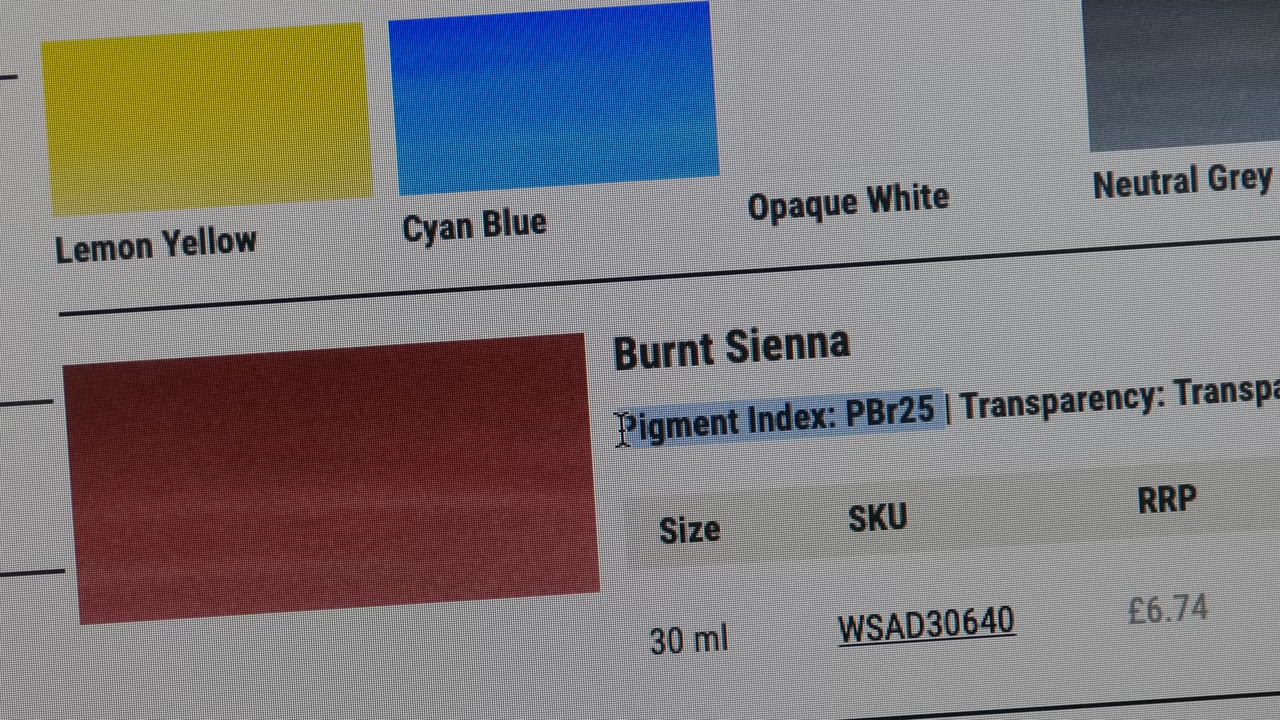 Lemon Yellow
Cyan Blue
Opaque White
Neutral Grey
Burnt Sienna
Pigment Index: PBr25 | Transparency: Transpa
Size SKU RRP
30 ml WSAD30640 £6.74